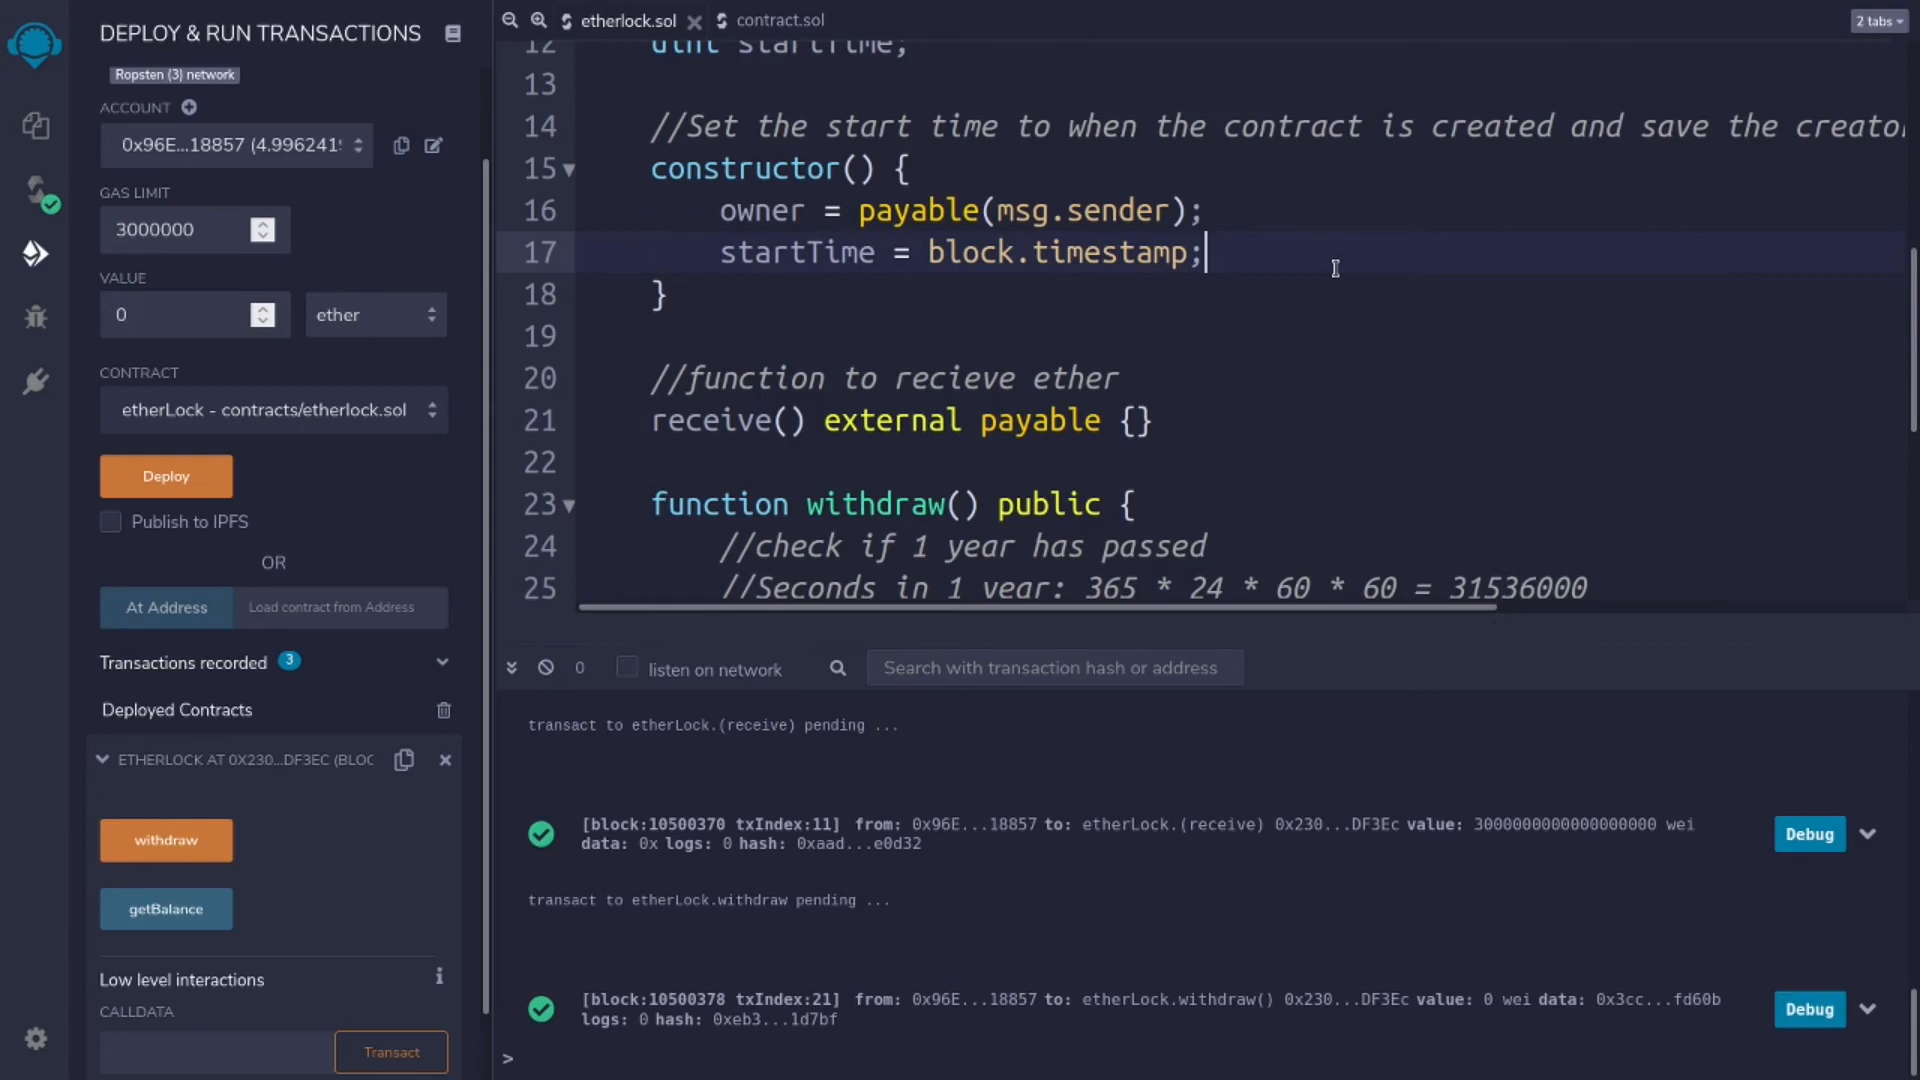 DEPLOY & RUN TRANSACTIONS
Ropsten (3) network
ACCOUNT
0x96E...18857 (4.996241
GAS LIMIT
3000000
VALUE
0
ether
CONTRACT
etherLock - contracts/etherlock.sol
Deploy
Publish to IPFS
OR
At Address
Load contract from Address
Transactions recorded 3
Deployed Contracts
ETHERLOCK AT 0X230...DF3EC (BLOC
withdraw
getBalance
Low level interactions
i
CALLDATA
Transact
etherlock.sol
contract.sol
2 tabs
12 uint startTime;
13
14 //Set the start time to when the contract is created and save the creato
15 constructor() {
16 owner = payable(msg.sender);
17 startTime = block.timestamp;
18 }
19
20 //function to recieve ether
21 receive() external payable {}
22
23 function withdraw() public {
24 //check if 1 year has passed
25 //Seconds in 1 year: 365 * 24 * 60 * 60 = 31536000
0
listen on network
Search with transaction hash or address
transact to etherLock.(receive) pending ...
[block:10500370 txIndex:11] from: 0x96E...18857 to: etherLock.(receive) 0x230...DF3Ec value: 3000000000000000000 wei
data: 0x logs: 0 hash: 0xaad...e0d32
Debug
transact to etherLock.withdraw pending ...
[block:10500378 txIndex:21] from: 0x96E...18857 to: etherLock.withdraw() 0x230...DF3Ec value: 0 wei data: 0x3cc...fd60b
logs: 0 hash: 0xeb3...1d7bf
Debug
>